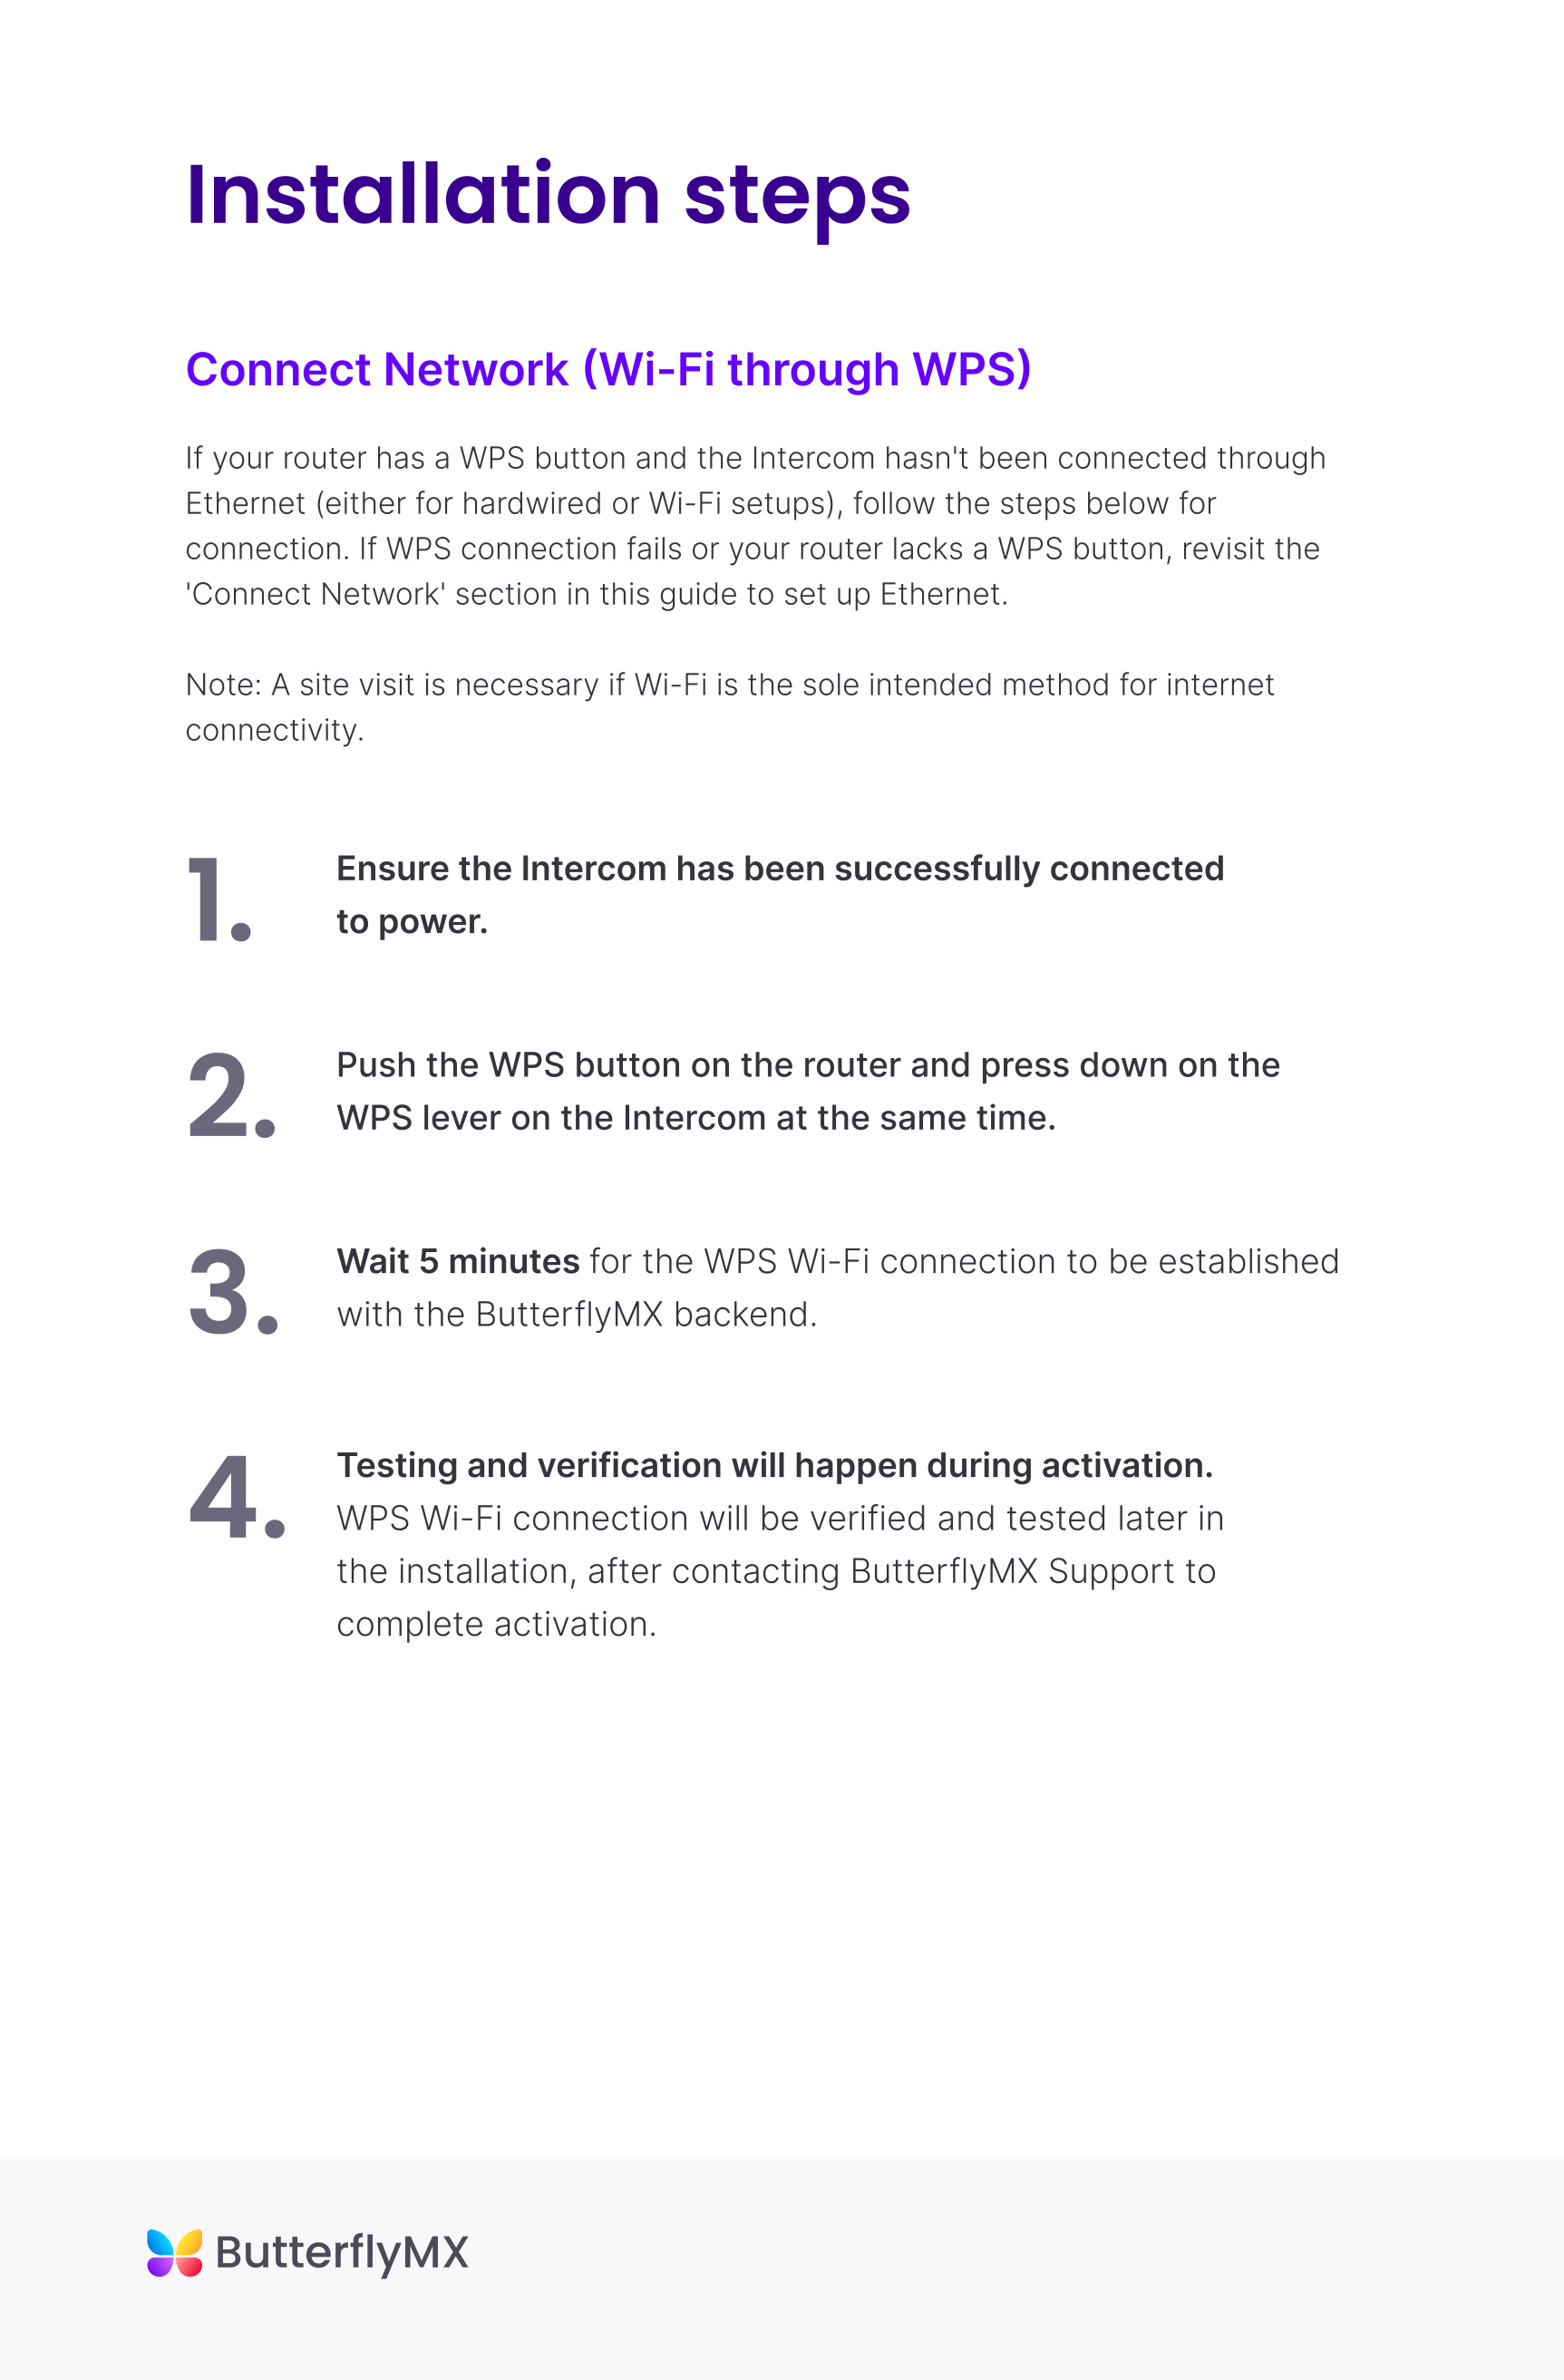 Installation steps
Connect Network (Wi-Fi through WPS)
If your router has a WPS button and the Intercom hasn't been connected through
Ethernet (either for hardwired or Wi-Fi setups), follow the steps below for
connection. If WPS connection fails or your router lacks a WPS button, revisit the
'Connect Network' section in this guide to set up Ethernet.
Note: A site visit is necessary if Wi-Fi is the sole intended method for internet
connectivity.
1. Ensure the Intercom has been successfully connected
to power.
2. Push the WPS button on the router and press down on the
WPS lever on the Intercom at the same time.
3. Wait 5 minutes for the WPS Wi-Fi connection to be established
with the ButterflyMX backend.
4. Testing and verification will happen during activation.
WPS Wi-Fi connection will be verified and tested later in
the installation, after contacting ButterflyMX Support to
complete activation.
ButterflyMX